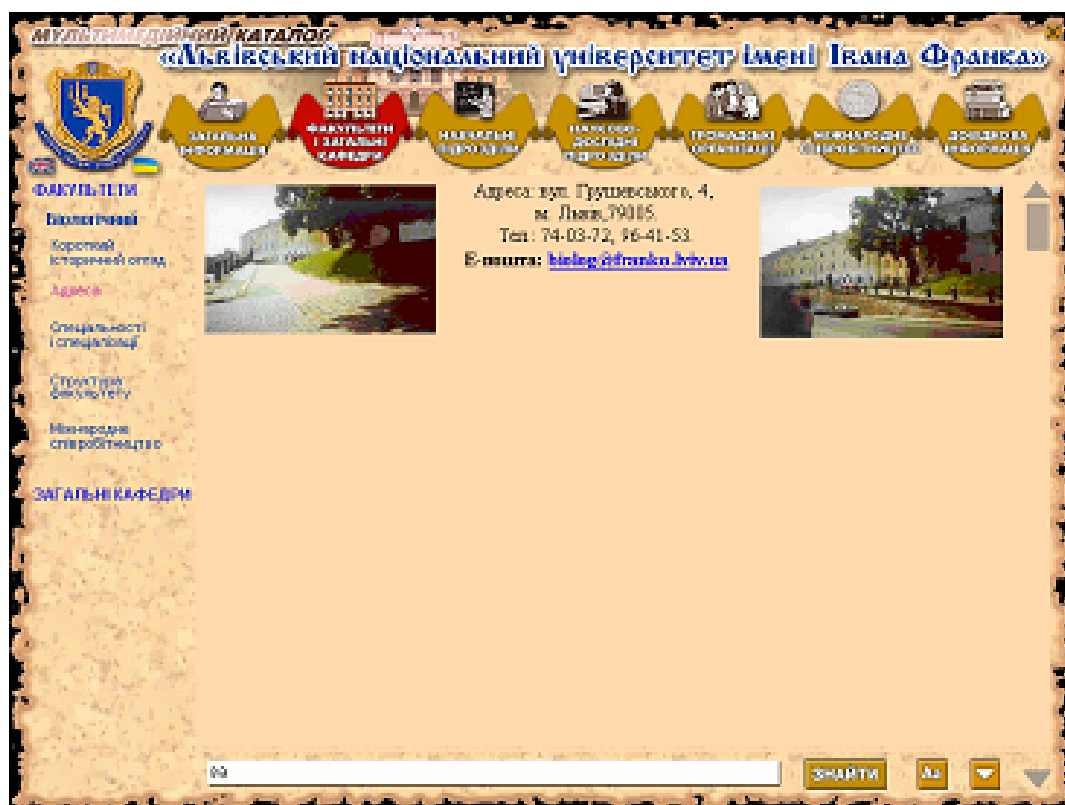 МУЛЬТИМЕДІЙНИЙ КАТАЛОГ
«Львівський національний університет імені Івана Франка»
ЗАГАЛЬНА
ІНФОРМАЦІЯ
ФАКУЛЬТЕТИ
І ЗАГАЛЬНІ
КАФЕДРИ
НАВЧАЛЬНІ
ПІДРОЗДІЛИ
НАУКОВО-
ДОСЛІДНІ
ПІДРОЗДІЛИ
ГРОМАДСЬКІ
ОРГАНІЗАЦІЇ
МІЖНАРОДНЕ
СПІВРОБІТНИЦТВО
ДОВІДКОВА
ІНФОРМАЦІЯ
ФАКУЛЬТЕТИ
Біологічний
Короткий
історичний огляд
Адреса
Спеціальності
і спеціалізації
Структура
факультету
Міжнародне
співробітництво
ЗАГАЛЬНІ КАФЕДРИ
Адреса: вул. Грушевського, 4,
м. Львів,79005.
Тел.: 74-03-72, 96-41-53.
Е-пошта: biolog@franko.lviv.ua
ЗНАЙТИ
Aa